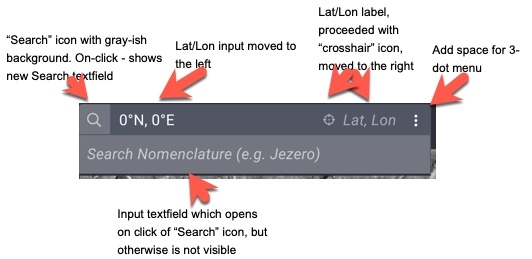 “Search” icon with gray-ish
background. On-click - shows
new Search textfield
Lat/Lon input moved to
the left
Lat/Lon label,
proceeded with
“crosshair” icon,
moved to the right
Add space for 3-
dot menu
0°N, 0°E
Lat, Lon
Search Nomenclature (e.g. Jezero)
Input textfield which opens
on click of “Search” icon, but
otherwise is not visible